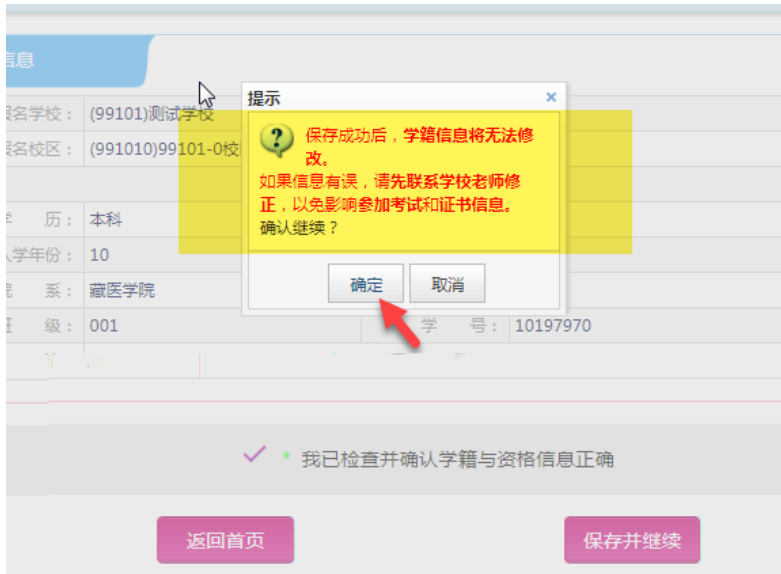 信息
提示
报名学校： (99101)测试学校
报名校区： (991010)99101-0校
保存成功后，学籍信息将无法修
改。
如果信息有误，请先联系学校老师修
正，以免影响参加考试和证书信息。
确认继续？
学 历： 本科
入学年份： 10
院 系： 藏医学院
确定 取消
班 级： 001 学 号： 10197970
* 我已检查并确认学籍与资格信息正确
返回首页 保存并继续